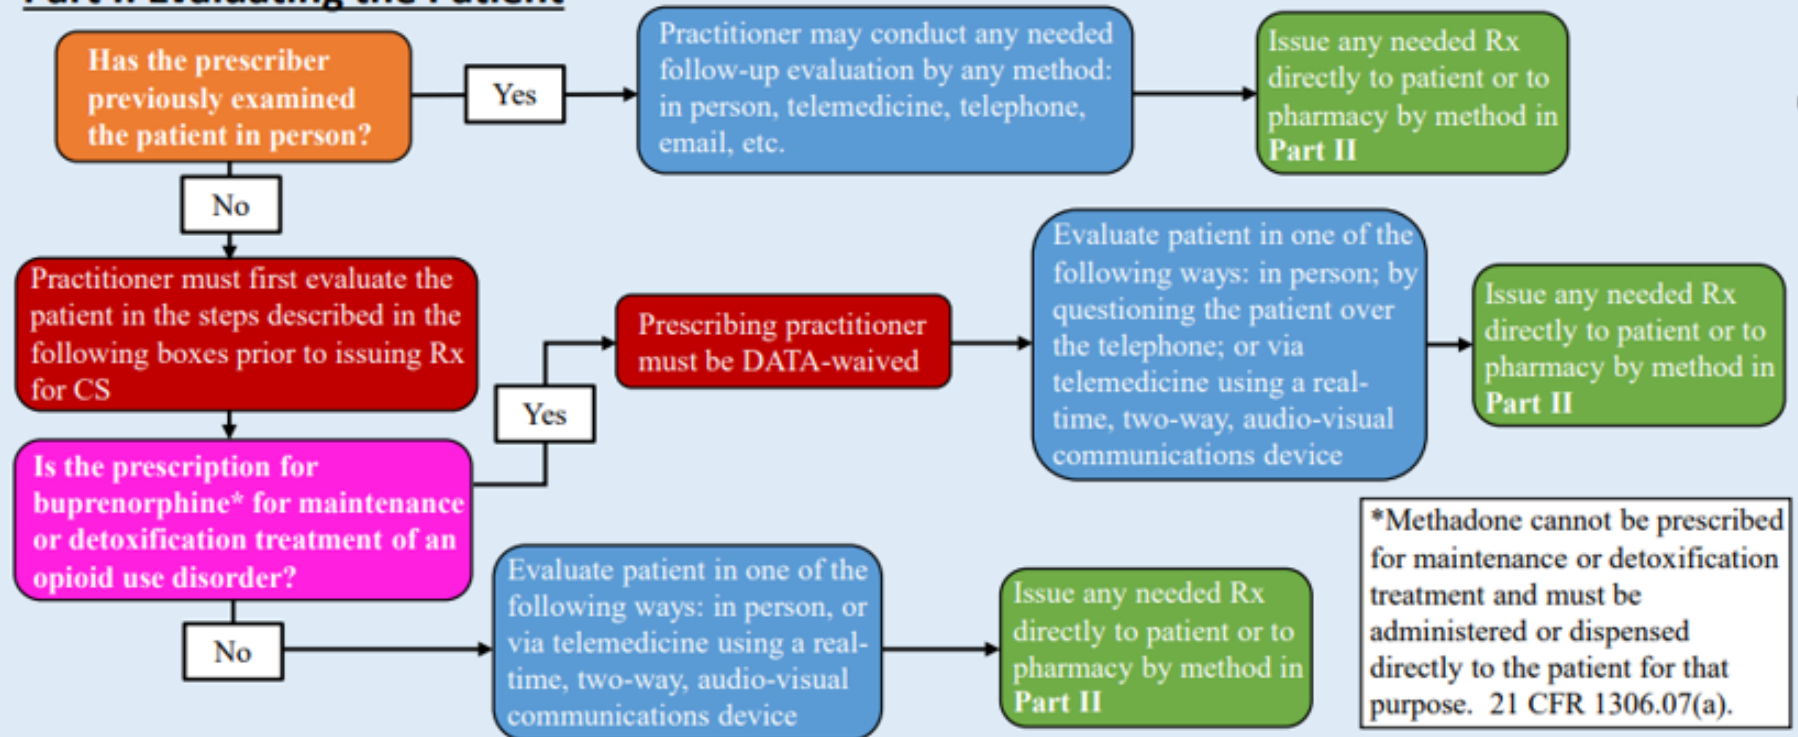 Part I: Evaluating the Patient
Has the prescriber
previously examined
the patient in person?
Yes
Practitioner may conduct any needed
follow-up evaluation by any method:
in person, telemedicine, telephone,
email, etc.
Issue any needed Rx
directly to patient or to
pharmacy by method in
Part II
No
Practitioner must first evaluate the
patient in the steps described in the
following boxes prior to issuing Rx
for CS
Is the prescription for
buprenorphine* for maintenance
or detoxification treatment of an
opioid use disorder?
Yes
Prescribing practitioner
must be DATA-waived
Evaluate patient in one of the
following ways: in person; by
questioning the patient over
the telephone; or via
telemedicine using a real-
time, two-way, audio-visual
communications device
Issue any needed Rx
directly to patient or to
pharmacy by method in
Part II
No
Evaluate patient in one of the
following ways: in person, or
via telemedicine using a real-
time, two-way, audio-visual
communications device
Issue any needed Rx
directly to patient or to
pharmacy by method in
Part II
*Methadone cannot be prescribed
for maintenance or detoxification
treatment and must be
administered or dispensed
directly to the patient for that
purpose. 21 CFR 1306.07(a).